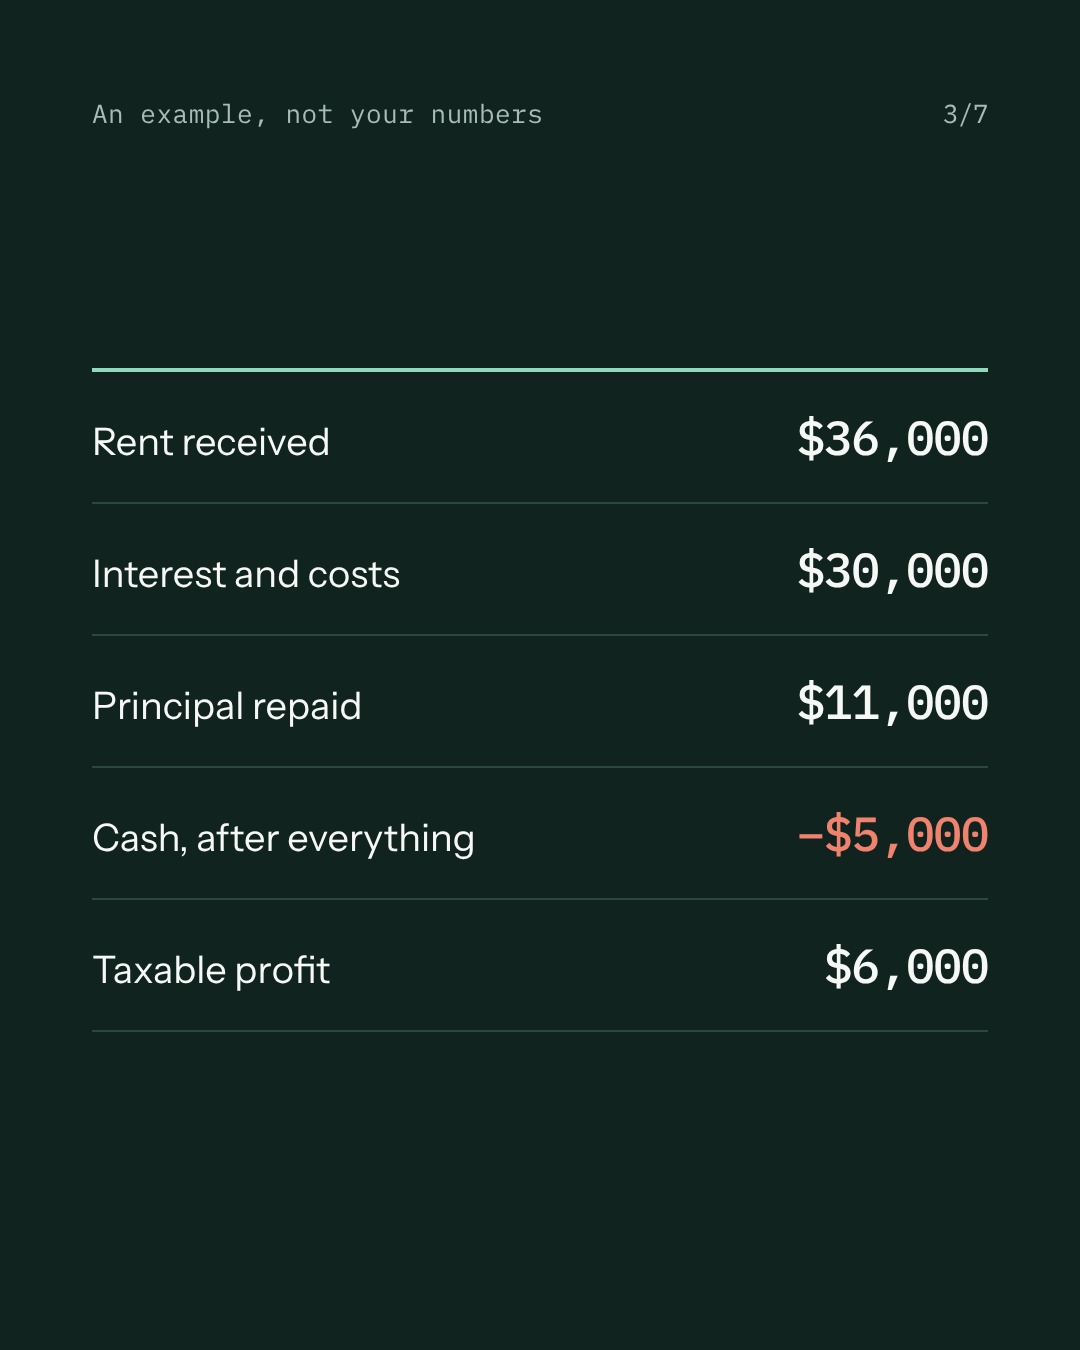 An example, not your numbers 3/7
Rent received $36,000
Interest and costs $30,000
Principal repaid $11,000
Cash, after everything −$5,000
Taxable profit $6,000